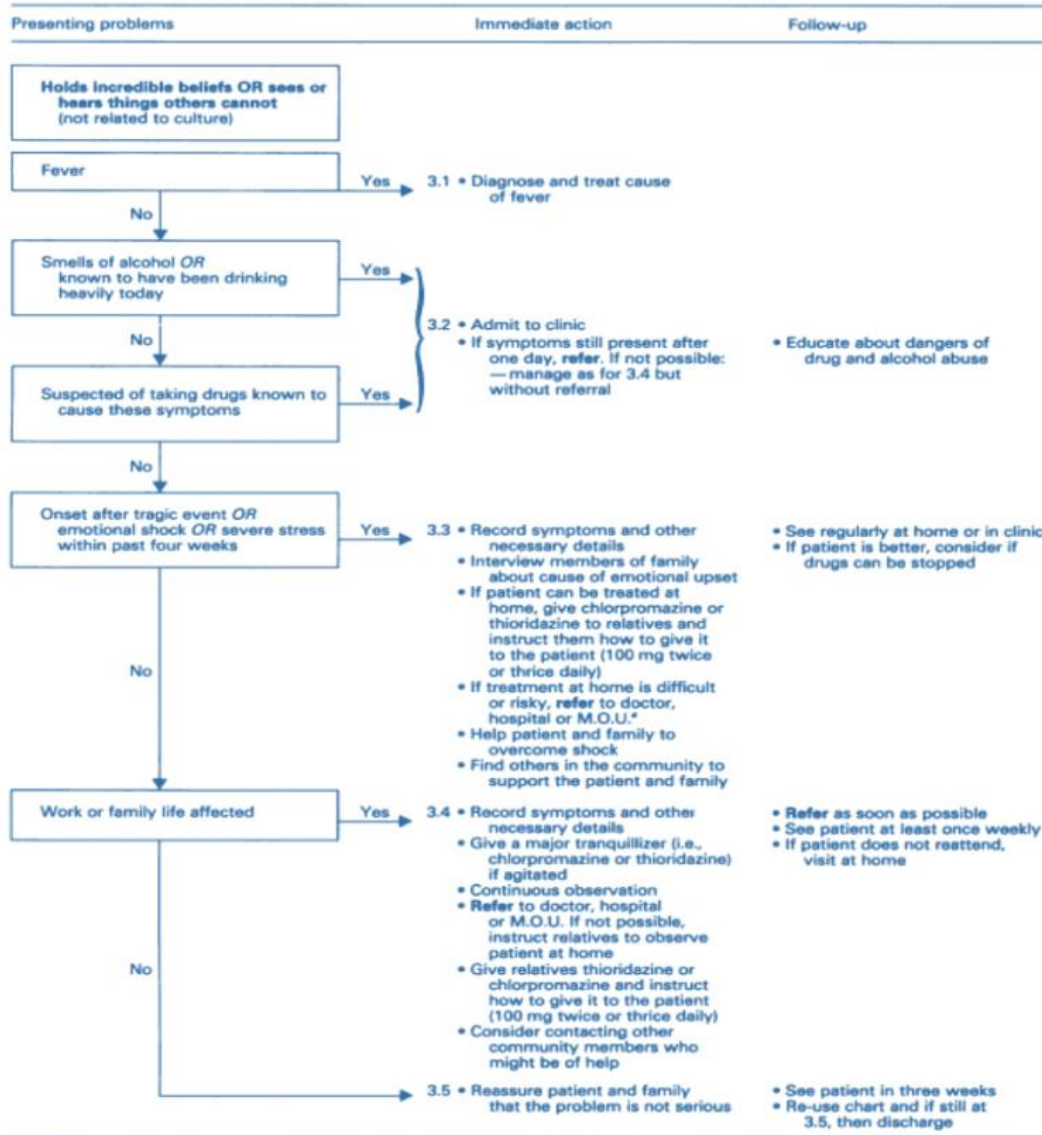 Presenting problems Immediate action Follow-up
Holds incredible beliefs OR sees or
hears things others cannot
(not related to culture)
Fever
Yes
3.1 • Diagnose and treat cause
of fever
No
Smells of alcohol OR
known to have been drinking
heavily today
Yes
No
Suspected of taking drugs known to
cause these symptoms
Yes
3.2 • Admit to clinic
• If symptoms still present after
one day, refer. If not possible:
— manage as for 3.4 but
without referral
• Educate about dangers of
drug and alcohol abuse
No
Onset after tragic event OR
emotional shock OR severe stress
within past four weeks
Yes
3.3 • Record symptoms and other
necessary details
• Interview members of family
about cause of emotional upset
• If patient can be treated at
home, give chlorpromazine or
thioridazine to relatives and
instruct them how to give it
to the patient (100 mg twice
or thrice daily)
• If treatment at home is difficult
or risky, refer to doctor,
hospital or M.O.U.*
• Help patient and family to
overcome shock
• Find others in the community to
support the patient and family
• See regularly at home or in clinic
• If patient is better, consider if
drugs can be stopped
No
Work or family life affected
Yes
3.4 • Record symptoms and other
necessary details
• Give a major tranquillizer (i.e.,
chlorpromazine or thioridazine)
if agitated
• Continuous observation
• Refer to doctor, hospital
or M.O.U. If not possible,
instruct relatives to observe
patient at home
• Give relatives thioridazine or
chlorpromazine and instruct
how to give it to the patient
(100 mg twice or thrice daily)
• Consider contacting other
community members who
might be of help
• Refer as soon as possible
• See patient at least once weekly
• If patient does not reattend,
visit at home
No
3.5 • Reassure patient and family
that the problem is not serious
• See patient in three weeks
• Re-use chart and if still at
3.5, then discharge